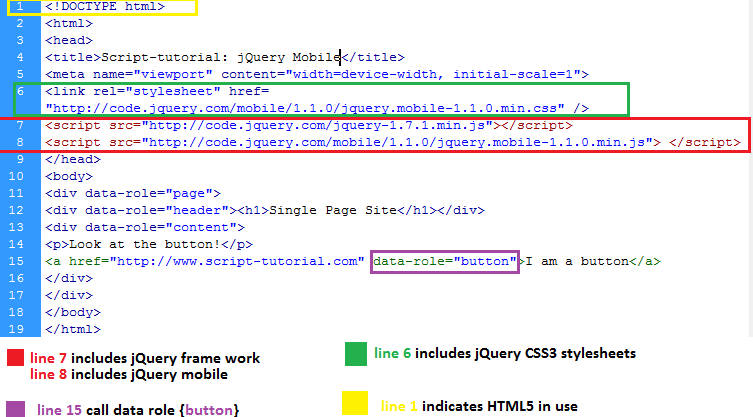 1 <!DOCTYPE html>
2 <html>
3 <head>
4 <title>Script-tutorial: jQuery Mobile</title>
5 <meta name="viewport" content="width=device-width, initial-scale=1">
6 <link rel="stylesheet" href=
"http://code.jquery.com/mobile/1.1.0/jquery.mobile-1.1.0.min.css" />
7 <script src="http://code.jquery.com/jquery-1.7.1.min.js"></script>
8 <script src="http://code.jquery.com/mobile/1.1.0/jquery.mobile-1.1.0.min.js"> </script>
9 </head>
10 <body>
11 <div data-role="page">
12 <div data-role="header"><h1>Single Page Site</h1></div>
13 <div data-role="content">
14 <p>Look at the button!</p>
15 <a href="http://www.script-tutorial.com" data-role="button">I am a button</a>
16 </div>
17 </div>
18 </body>
19 </html>
line 7 includes jQuery frame work
line 8 includes jQuery mobile
line 6 includes jQuery CSS3 stylesheets
line 15 call data role {button}
line 1 indicates HTML5 in use